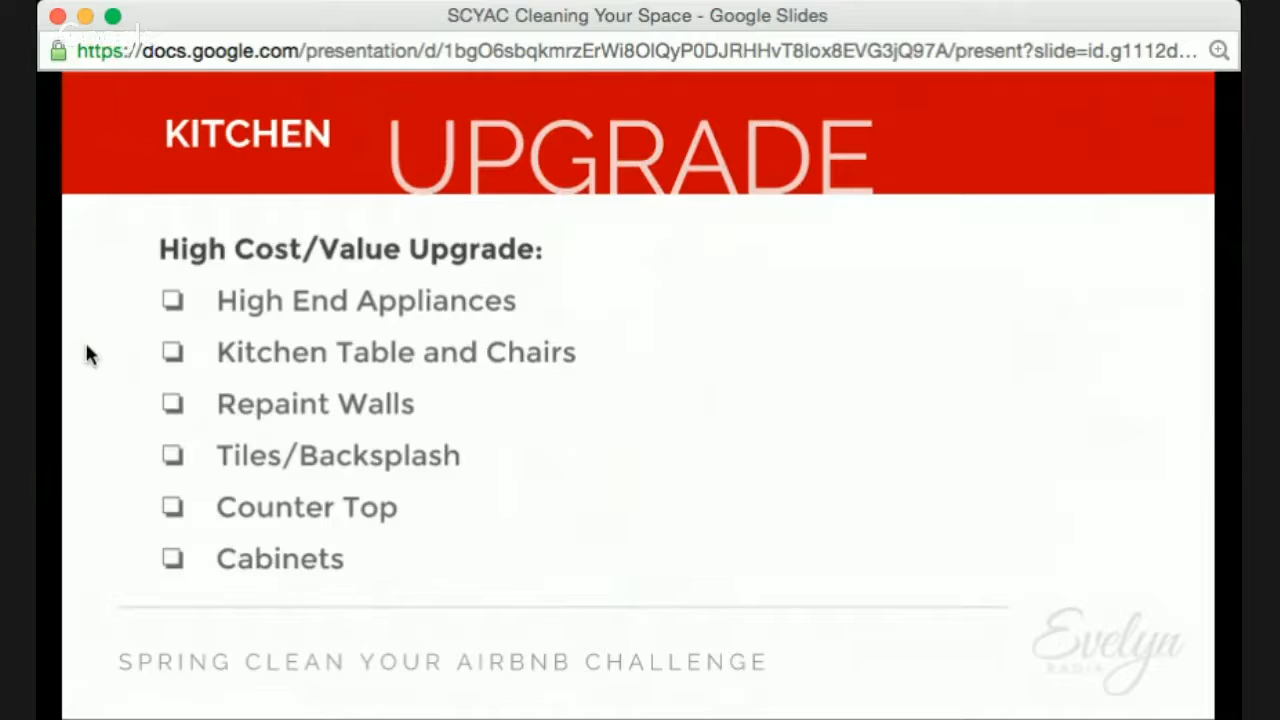 SCYAC Cleaning Your Space - Google Slides
https://docs.google.com/presentation/d/1bgO6sbqkmrzErWi8OlQyP0DJRHHvT8Iox8EVG3jQ97A/present?slide=id.g1112d...
KITCHEN UPGRADE
High Cost/Value Upgrade:
❏ High End Appliances
❏ Kitchen Table and Chairs
❏ Repaint Walls
❏ Tiles/Backsplash
❏ Counter Top
❏ Cabinets
SPRING CLEAN YOUR AIRBNB CHALLENGE
Evelyn